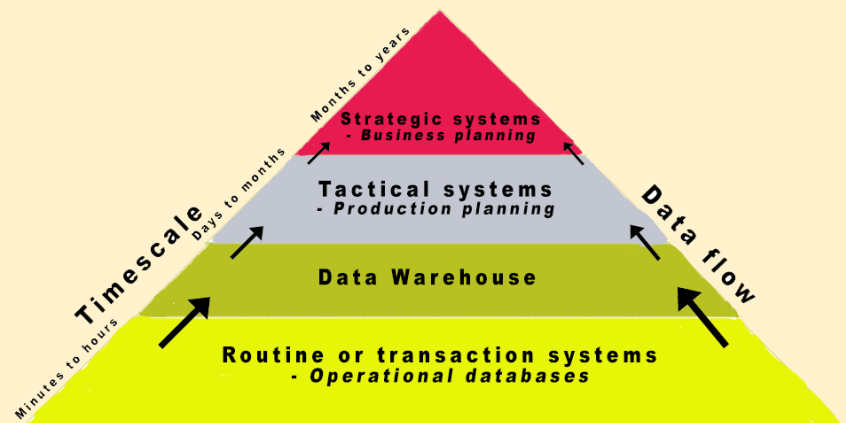 Months to years
Strategic systems
- Business planning
Days to months
Tactical systems
- Production planning
Timescale
Data flow
Data Warehouse
Minutes to hours
Routine or transaction systems
- Operational databases